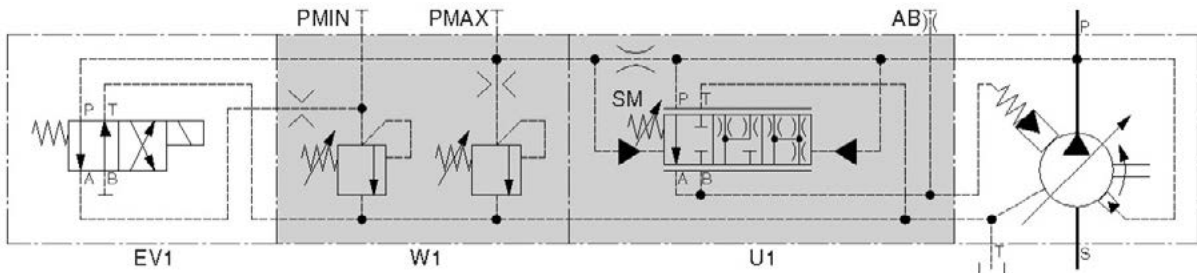 PMIN PMAX AB P
P T SM P T
A B A B
T S
EV1 W1 U1